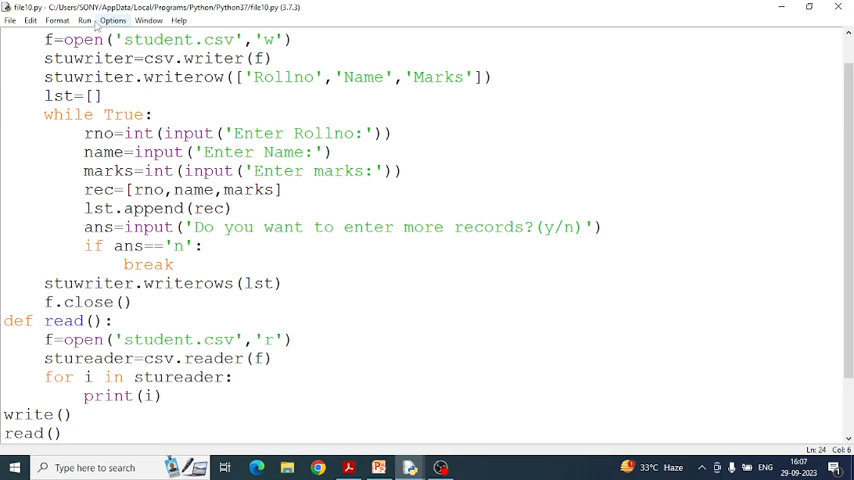 file10.py - C:/Users/SONY/AppData/Local/Programs/Python/Python37/file10.py (3.7.3)
File Edit Format Run Options Window Help
    f=open('student.csv','w')
    stuwriter=csv.writer(f)
    stuwriter.writerow(['Rollno','Name','Marks'])
    lst=[]
    while True:
        rno=int(input('Enter Rollno:'))
        name=input('Enter Name:')
        marks=int(input('Enter marks:'))
        rec=[rno,name,marks]
        lst.append(rec)
        ans=input('Do you want to enter more records?(y/n)')
        if ans=='n':
            break
    stuwriter.writerows(lst)
    f.close()
def read():
    f=open('student.csv','r')
    stureader=csv.reader(f)
    for i in stureader:
        print(i)
write()
read()
Ln: 24 Col: 6
Type here to search
33°C Haze
ENG
16:07
29-09-2023
1